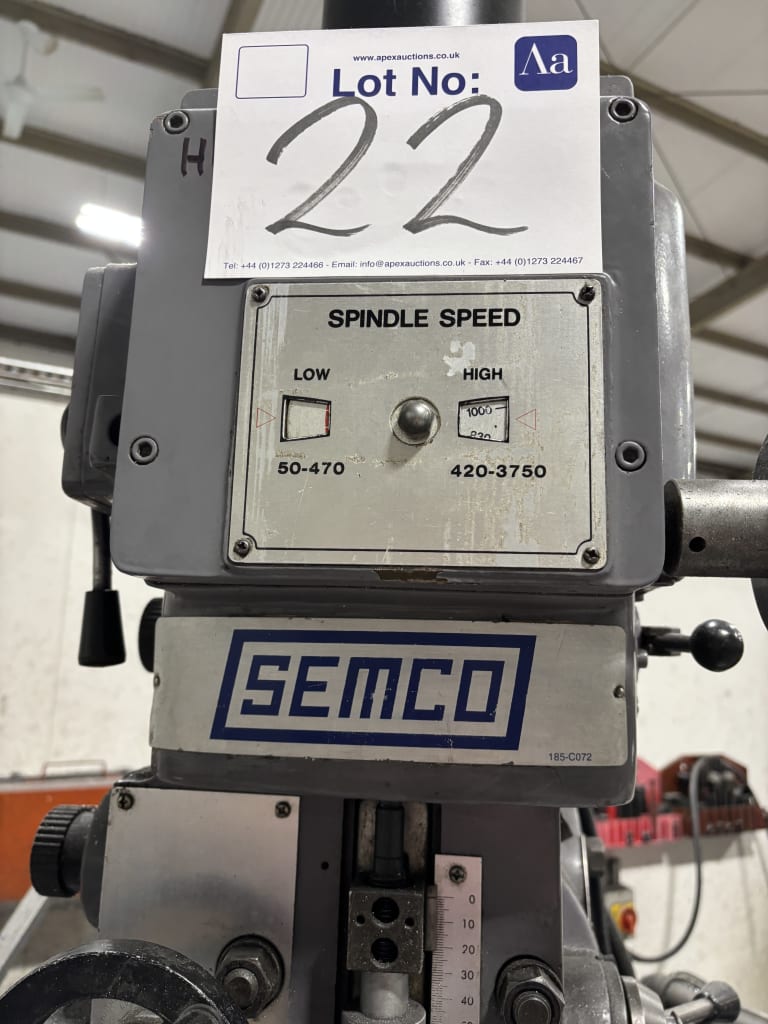 www.apexauctions.co.uk
Λa
Lot No:
22
H
Tel: +44 (0)1273 224466 - Email: info@apexauctions.co.uk - Fax: +44 (0)1273 224467
SPINDLE SPEED
LOW HIGH
1000
830
50-470 420-3750
SEMCO
185-C072
0
10
20
30
40